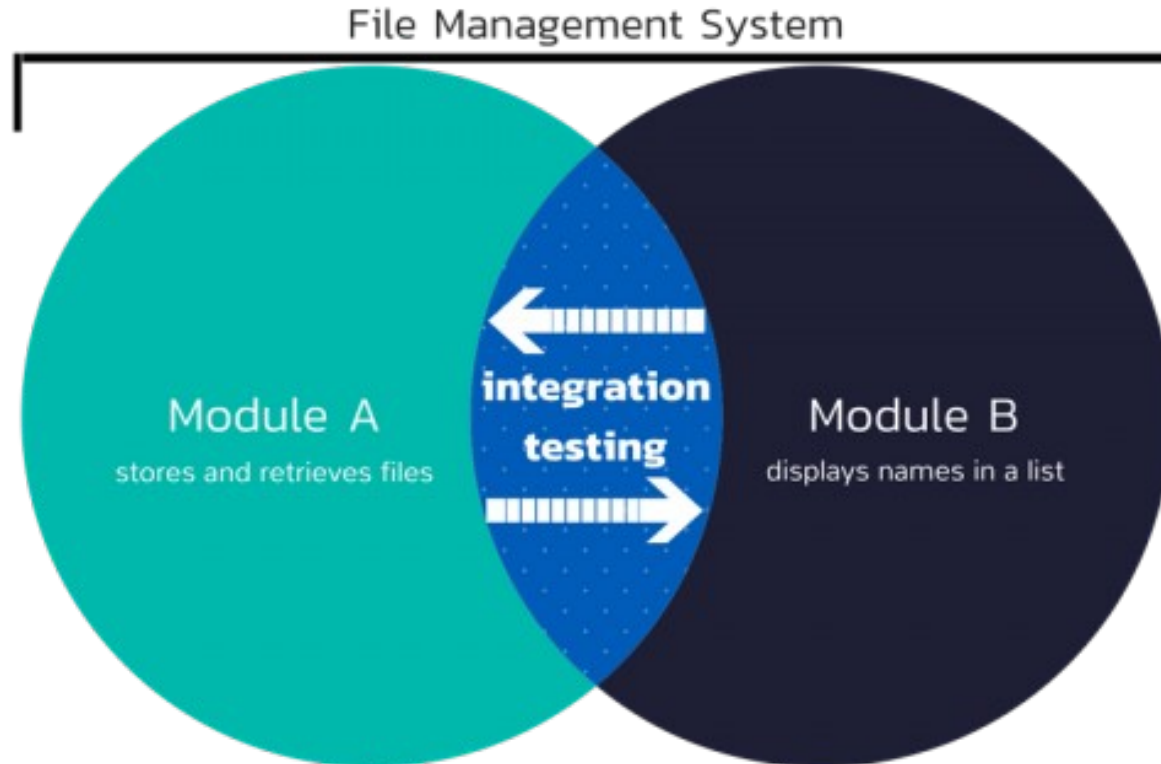 File Management System
integration
testing
Module A
stores and retrieves files
Module B
displays names in a list